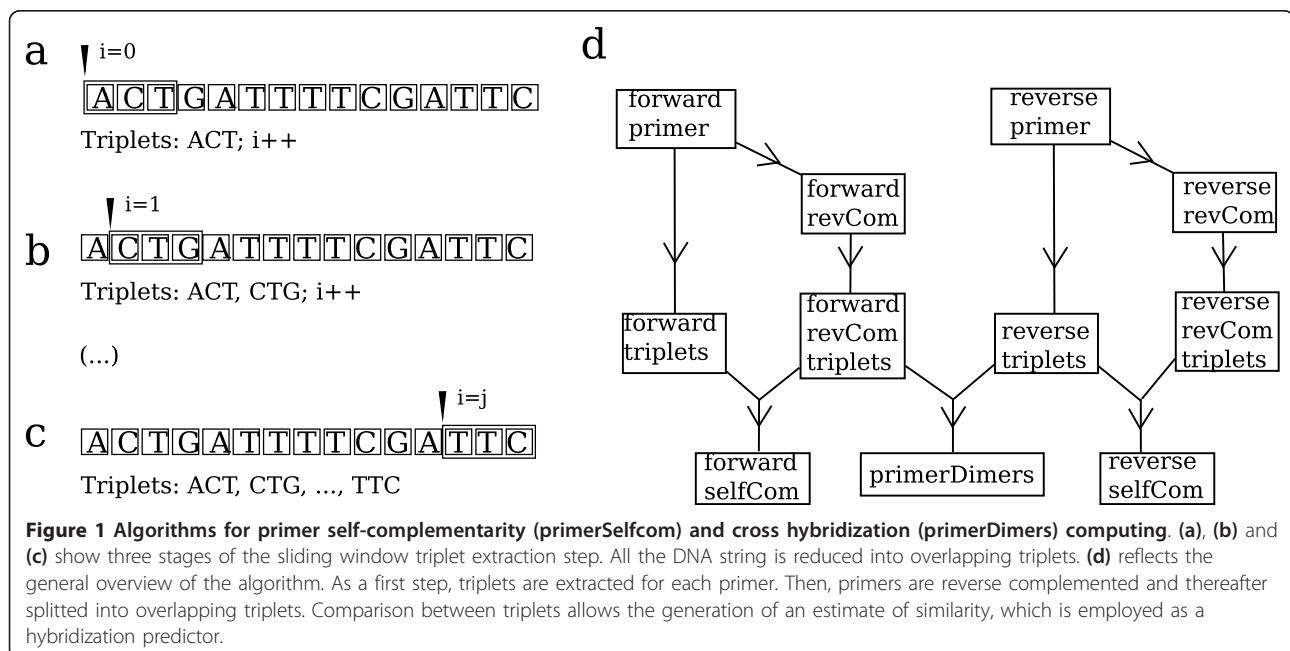 a
i=0
A C T G A T T T T C G A T T C
Triplets: ACT; i++
b
i=1
A C T G A T T T T C G A T T C
Triplets: ACT, CTG; i++
(...)
c
i=j
A C T G A T T T T C G A T T C
Triplets: ACT, CTG, ..., TTC
d
forward
primer
reverse
primer
forward
revCom
reverse
revCom
forward
triplets
forward
revCom
triplets
reverse
triplets
reverse
revCom
triplets
forward
selfCom
primerDimers
reverse
selfCom
Figure 1 Algorithms for primer self-complementarity (primerSelfcom) and cross hybridization (primerDimers) computing. (a), (b) and
(c) show three stages of the sliding window triplet extraction step. All the DNA string is reduced into overlapping triplets. (d) reflects the
general overview of the algorithm. As a first step, triplets are extracted for each primer. Then, primers are reverse complemented and thereafter
splitted into overlapping triplets. Comparison between triplets allows the generation of an estimate of similarity, which is employed as a
hybridization predictor.